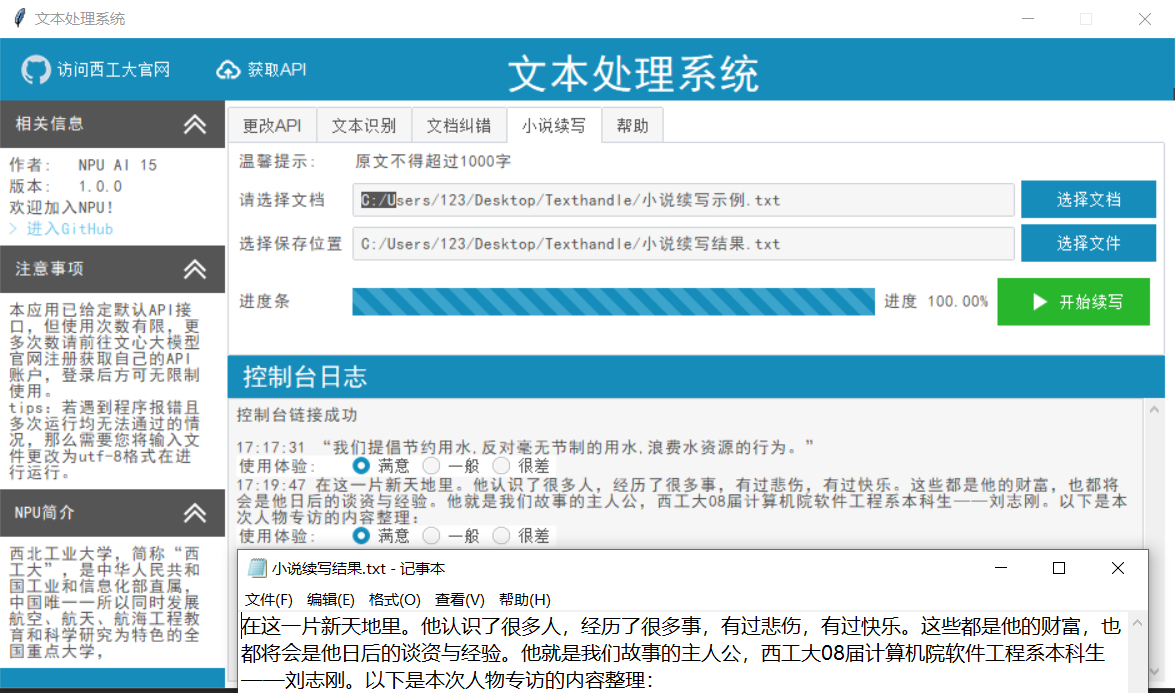 文本处理系统
访问西工大官网
获取API
文本处理系统
相关信息
作者: NPU AI 15
版本: 1.0.0
欢迎加入NPU!
> 进入GitHub
注意事项
本应用已给定默认API接
口，但使用次数有限，更
多次数请前往文心大模型
官网注册获取自己的API
账户，登录后方可无限制
使用。
tips: 若遇到程序报错且
多次运行均无法通过的情
况，那么需要您将输入文
件更改为utf-8格式在进
行运行。
NPU简介
西北工业大学，简称“西
工大”，是中华人民共和
国工业和信息化部直属，
中国唯一一所以同时发展
航空、航天、航海工程教
育和科学研究为特色的全
国重点大学，
更改API
文本识别
文档纠错
小说续写
帮助
温馨提示: 原文不得超过1000字
请选择文档 C:/Users/123/Desktop/Texthandle/小说续写示例.txt 选择文档
选择保存位置 C:/Users/123/Desktop/Texthandle/小说续写结果.txt 选择文件
进度条 进度 100.00% 开始续写
控制台日志
控制台链接成功
17:17:31 “我们提倡节约用水,反对毫无节制的用水,浪费水资源的行为。”
使用体验: 满意 一般 很差
17:19:47 在这一片新天地里。他认识了很多人，经历了很多事，有过悲伤，有过快乐。这些都是他的财富，也都将
会是他日后的谈资与经验。他就是我们故事的主人公，西工大08届计算机院软件工程系本科生——刘志刚。以下是本
次人物专访的内容整理:
使用体验: 满意 一般 很差
小说续写结果.txt - 记事本
文件(F) 编辑(E) 格式(O) 查看(V) 帮助(H)
在这一片新天地里。他认识了很多人，经历了很多事，有过悲伤，有过快乐。这些都是他的财富，也
都将会是他日后的谈资与经验。他就是我们故事的主人公，西工大08届计算机院软件工程系本科生
——刘志刚。以下是本次人物专访的内容整理: